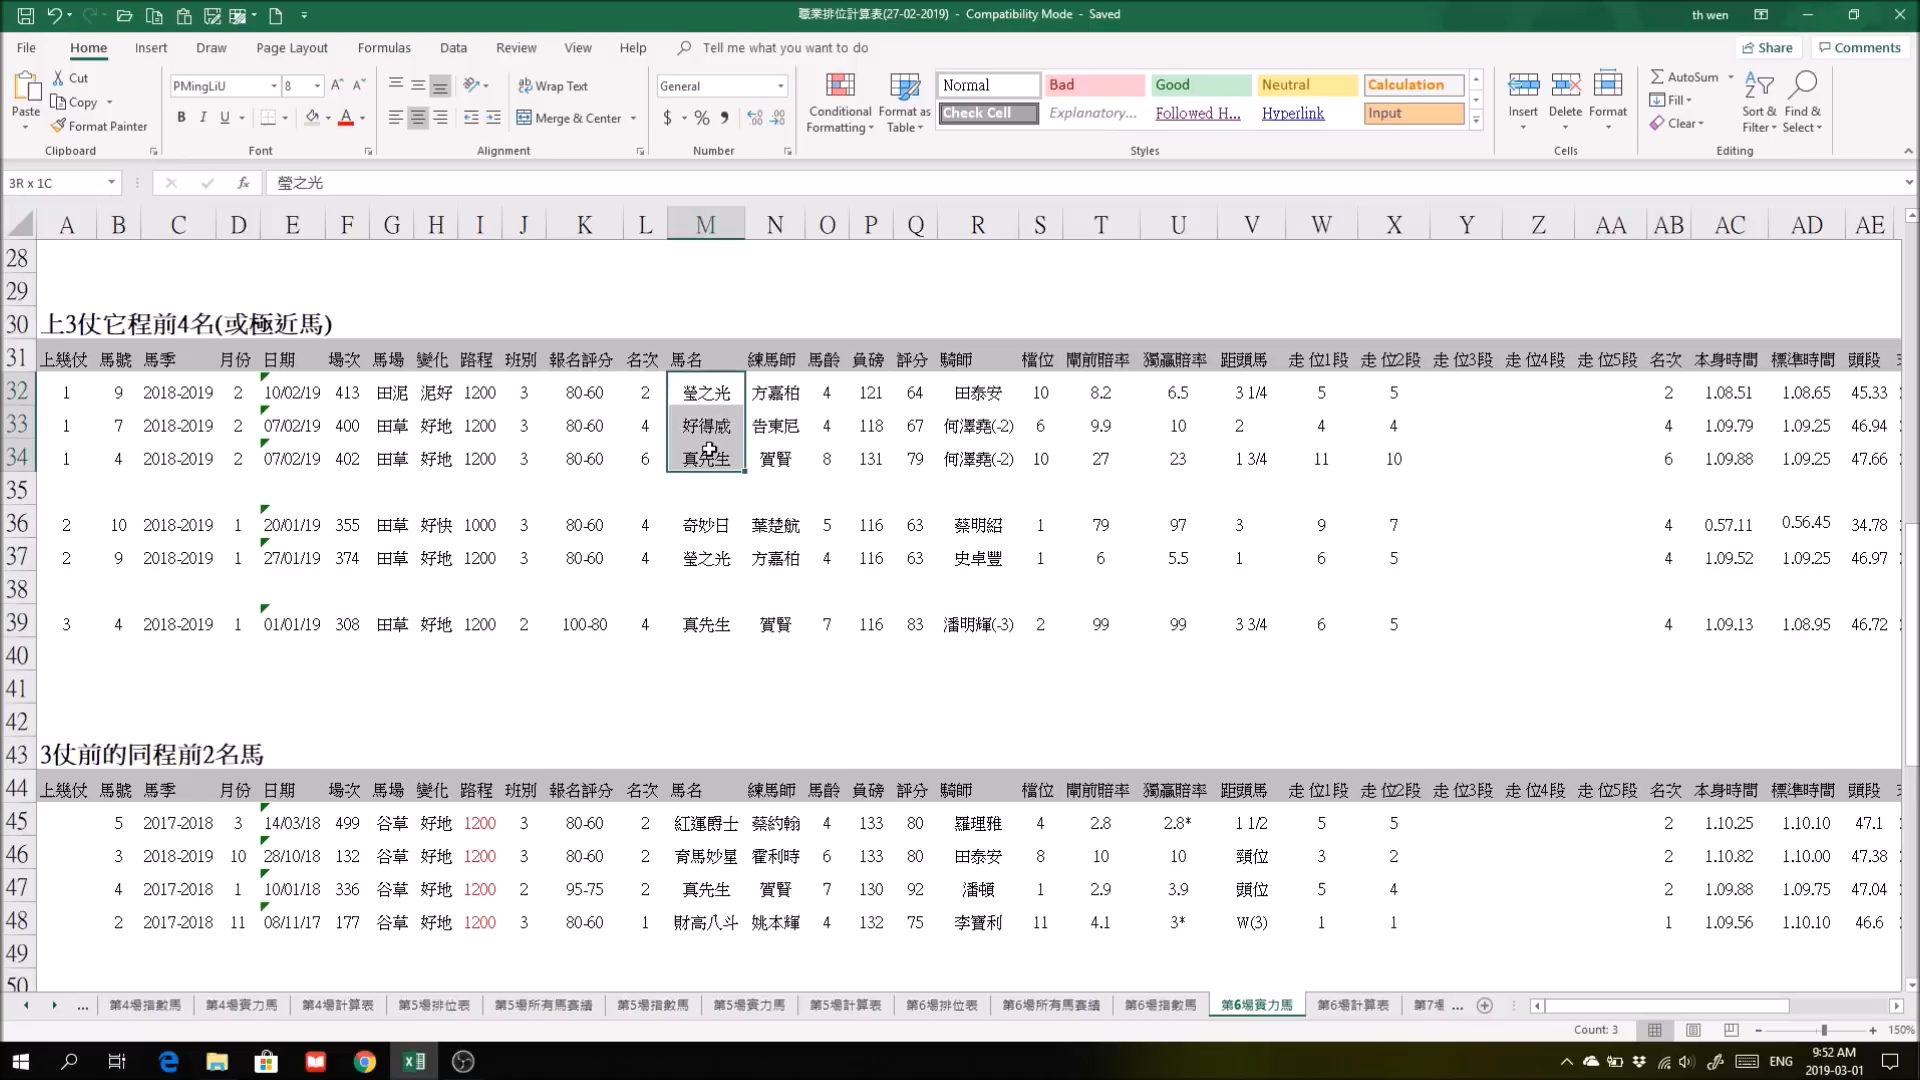 職業排位計算表(27-02-2019) - Compatibility Mode - Saved
th wen
File Home Insert Draw Page Layout Formulas Data Review View Help Tell me what you want to do
Share Comments
Paste Cut Copy Format Painter
PMingLiU 8
B I U A
Wrap Text
Merge & Center
General
$ % 9
Conditional Formatting
Format as Table
Normal Bad Good Neutral Calculation
Check Cell Explanatory... Followed H... Hyperlink Input
Insert Delete Format
AutoSum Fill Clear
Sort & Filter Find & Select
Clipboard Font Alignment Number Styles Cells Editing
3R x 1C fx 瑩之光
A B C D E F G H I J K L M N O P Q R S T U V W X Y Z AA AB AC AD AE
28
29
30 上3仗它程前4名(或極近馬)
31 上幾仗 馬號 馬季 月份 日期 場次 馬場 變化 路程 班別 報名評分 名次 馬名 練馬師 馬齡 負磅 評分 騎師 檔位 閘前賠率 獨贏賠率 距頭馬 走位1段 走位2段 走位3段 走位4段 走位5段 名次 本身時間 標準時間 頭段
32 1 9 2018-2019 2 10/02/19 413 田泥 泥好 1200 3 80-60 2 瑩之光 方嘉柏 4 121 64 田泰安 10 8.2 6.5 3 1/4 5 5 2 1.08.51 1.08.65 45.33
33 1 7 2018-2019 2 07/02/19 400 田草 好地 1200 3 80-60 4 好得威 告東尼 4 118 67 何澤堯(-2) 6 9.9 10 2 4 4 4 1.09.79 1.09.25 46.94
34 1 4 2018-2019 2 07/02/19 402 田草 好地 1200 3 80-60 6 真先生 賀賢 8 131 79 何澤堯(-2) 10 27 23 1 3/4 11 10 6 1.09.88 1.09.25 47.66
35
36 2 10 2018-2019 1 20/01/19 355 田草 好快 1000 3 80-60 4 奇妙日 葉楚航 5 116 63 蔡明紹 1 79 97 3 9 7 4 0.57.11 0.56.45 34.78
37 2 9 2018-2019 1 27/01/19 374 田草 好地 1200 3 80-60 4 瑩之光 方嘉柏 4 116 63 史卓豐 1 6 5.5 1 6 5 4 1.09.52 1.09.25 46.97
38
39 3 4 2018-2019 1 01/01/19 308 田草 好地 1200 2 100-80 4 真先生 賀賢 7 116 83 潘明輝(-3) 2 99 99 3 3/4 6 5 4 1.09.13 1.08.95 46.72
40
41
42
43 3仗前的同程前2名馬
44 上幾仗 馬號 馬季 月份 日期 場次 馬場 變化 路程 班別 報名評分 名次 馬名 練馬師 馬齡 負磅 評分 騎師 檔位 閘前賠率 獨贏賠率 距頭馬 走位1段 走位2段 走位3段 走位4段 走位5段 名次 本身時間 標準時間 頭段
45 5 2017-2018 3 14/03/18 499 谷草 好地 1200 3 80-60 2 紅運爵士 蔡約翰 4 133 80 羅理雅 4 2.8 2.8* 1 1/2 5 5 2 1.10.25 1.10.10 47.1
46 3 2018-2019 10 28/10/18 132 谷草 好地 1200 3 80-60 2 育馬妙星 霍利時 6 133 80 田泰安 8 10 10 頸位 3 2 2 1.10.82 1.10.00 47.38
47 4 2017-2018 1 10/01/18 336 谷草 好地 1200 2 95-75 2 真先生 賀賢 7 130 92 潘頓 1 2.9 3.9 頭位 5 4 2 1.09.88 1.09.75 47.04
48 2 2017-2018 11 08/11/17 177 谷草 好地 1200 3 80-60 1 財高八斗 姚本輝 4 132 75 李寶利 11 4.1 3* W(3) 1 1 1 1.09.56 1.10.10 46.6
49
50
... 第4場指數馬 第4場實力馬 第4場計算表 第5場排位表 第5場所有馬賽績 第5場指數馬 第5場實力馬 第5場計算表 第6場排位表 第6場所有馬賽績 第6場指數馬 第6場實力馬 第6場計算表 第7場 ...
Count: 3 150%
ENG 9:52 AM
2019-03-01